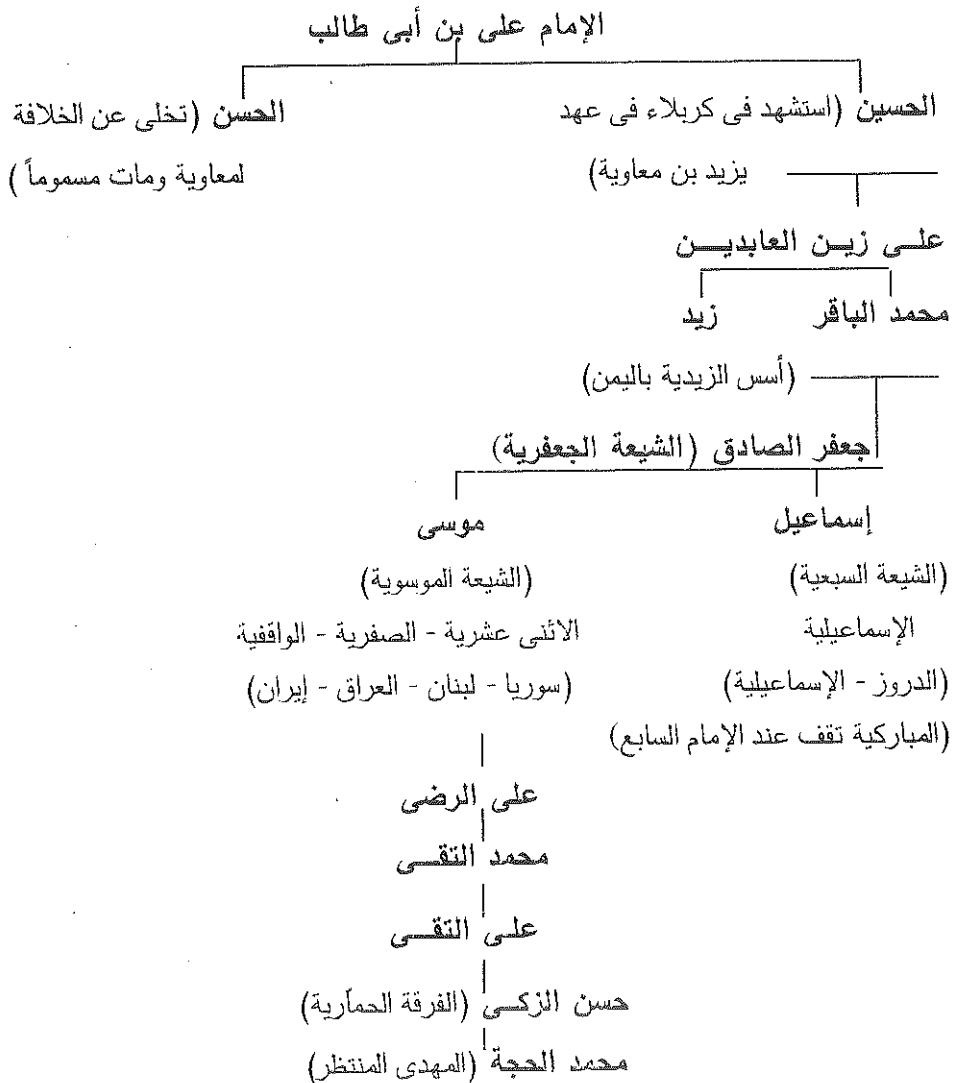 الإمام على بن أبى طالب
الحسين (استشهد فى كربلاء فى عهد الحسن (تخلى عن الخلافة
يزيد بن معاوية) لمعاوية ومات مسموماً)
على زين العابدين
محمد الباقر زيد
(أسس الزيدية باليمن)
جعفر الصادق (الشيعة الجعفرية)
إسماعيل موسى
(الشيعة السبعية) (الشيعة الموسوية)
الإسماعيلية الاثنى عشرية - الصفرية - الواقفية
(الدروز - الإسماعيلية) (سوريا - لبنان - العراق - إيران)
(المباركية تقف عند الإمام السابع)
على الرضى
محمد التقى
على التقى
حسن الزكى (الفرقة الحمارية)
محمد الحجة (المهدى المنتظر)